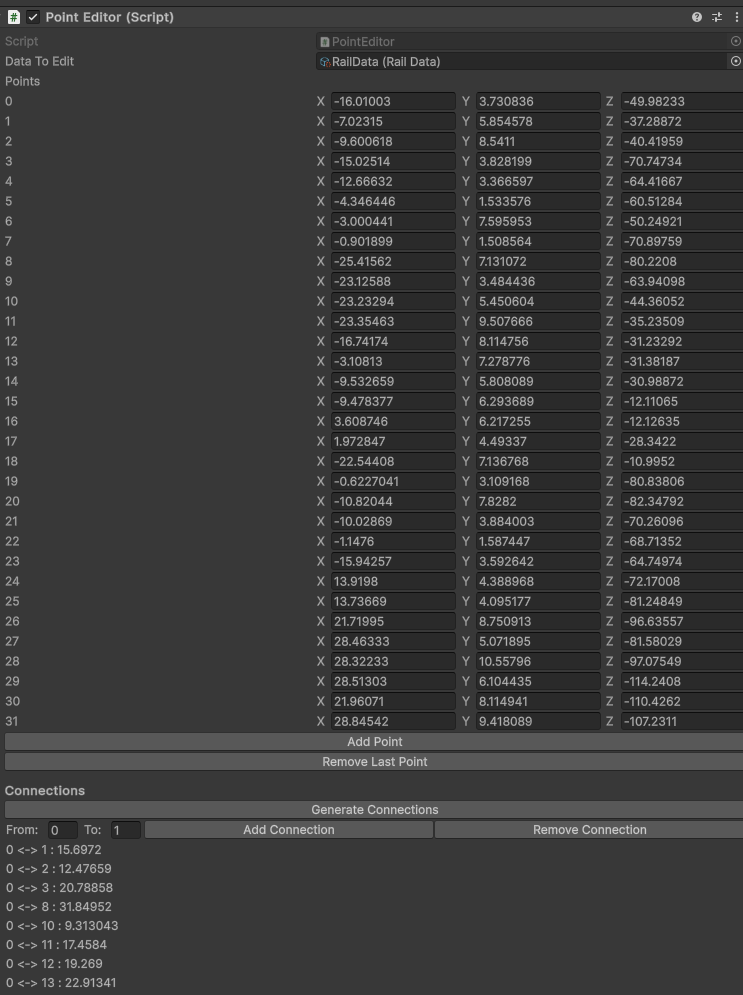 # Point Editor (Script)
Script # PointEditor
Data To Edit RailData (Rail Data)
Points
0 X -16.01003 Y 3.730836 Z -49.98233
1 X -7.02315 Y 5.854578 Z -37.28872
2 X -9.600618 Y 8.5411 Z -40.41959
3 X -15.02514 Y 3.828199 Z -70.74734
4 X -12.66632 Y 3.366597 Z -64.41667
5 X -4.346446 Y 1.533576 Z -60.51284
6 X -3.000441 Y 7.595953 Z -50.24921
7 X -0.901899 Y 1.508564 Z -70.89759
8 X -25.41562 Y 7.131072 Z -80.2208
9 X -23.12588 Y 3.484436 Z -63.94098
10 X -23.23294 Y 5.450604 Z -44.36052
11 X -23.35463 Y 9.507666 Z -35.23509
12 X -16.74174 Y 8.114756 Z -31.23292
13 X -3.10813 Y 7.278776 Z -31.38187
14 X -9.532659 Y 5.808089 Z -30.98872
15 X -9.478377 Y 6.293689 Z -12.11065
16 X 3.608746 Y 6.217255 Z -12.12635
17 X 1.972847 Y 4.49337 Z -28.3422
18 X -22.54408 Y 7.136768 Z -10.9952
19 X -0.6227041 Y 3.109168 Z -80.83806
20 X -10.82044 Y 7.8282 Z -82.34792
21 X -10.02869 Y 3.884003 Z -70.26096
22 X -1.1476 Y 1.587447 Z -68.71352
23 X -15.94257 Y 3.592642 Z -64.74974
24 X 13.9198 Y 4.388968 Z -72.17008
25 X 13.73669 Y 4.095177 Z -81.24849
26 X 21.71995 Y 8.750913 Z -96.63557
27 X 28.46333 Y 5.071895 Z -81.58029
28 X 28.32233 Y 10.55796 Z -97.07549
29 X 28.51303 Y 6.104435 Z -114.2408
30 X 21.96071 Y 8.114941 Z -110.4262
31 X 28.84542 Y 9.418089 Z -107.2311
Add Point
Remove Last Point
Connections
Generate Connections
From: 0 To: 1 Add Connection Remove Connection
0 <-> 1 : 15.6972
0 <-> 2 : 12.47659
0 <-> 3 : 20.78858
0 <-> 8 : 31.84952
0 <-> 10 : 9.313043
0 <-> 11 : 17.4584
0 <-> 12 : 19.269
0 <-> 13 : 22.91341